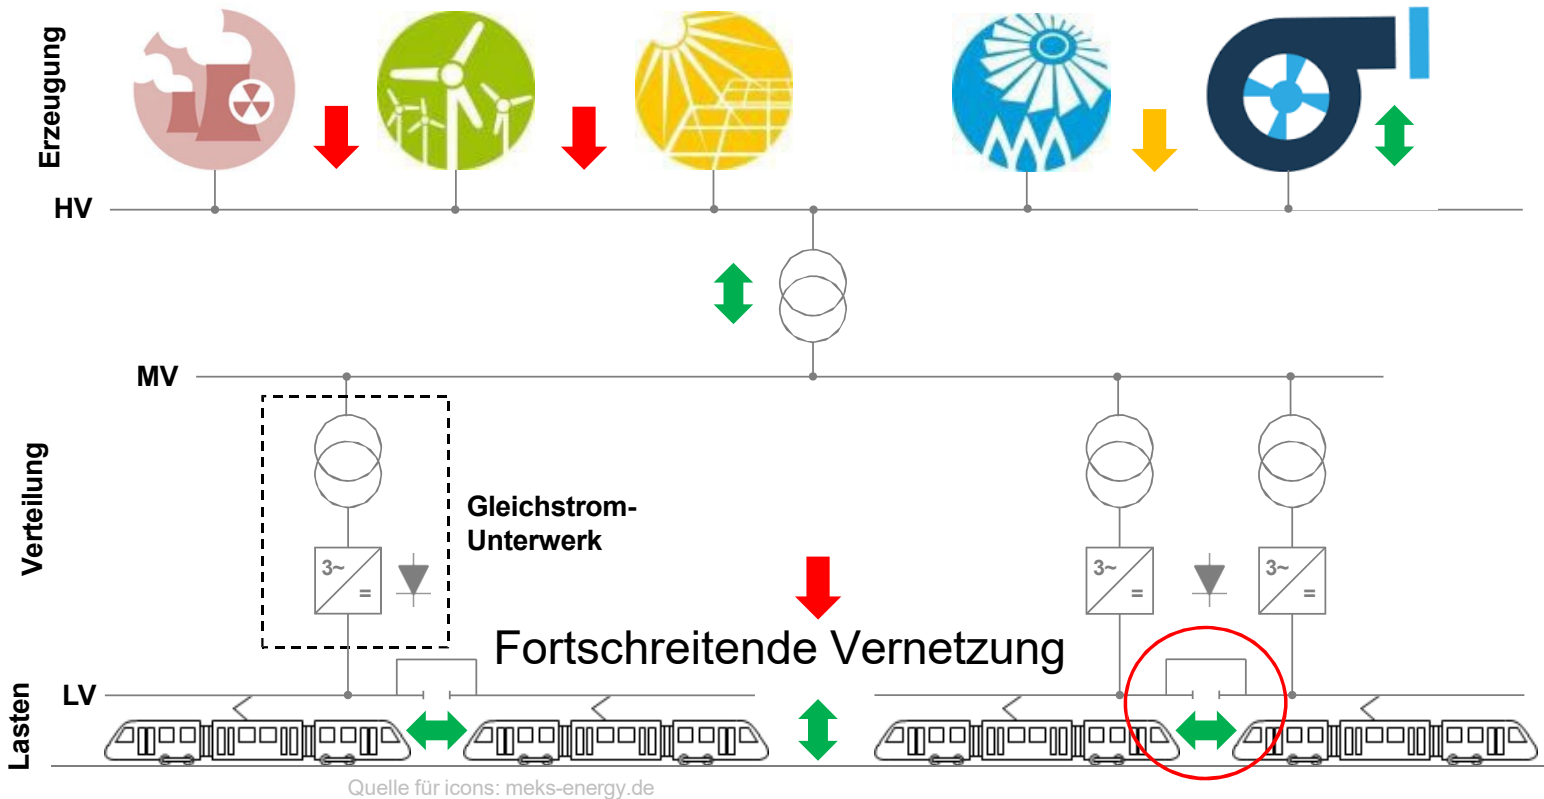 Erzeugung
HV
MV
Verteilung
Gleichstrom-
Unterwerk
3~
=
3~
=
3~
=
Fortschreitende Vernetzung
Lasten
LV
Quelle für icons: meks-energy.de